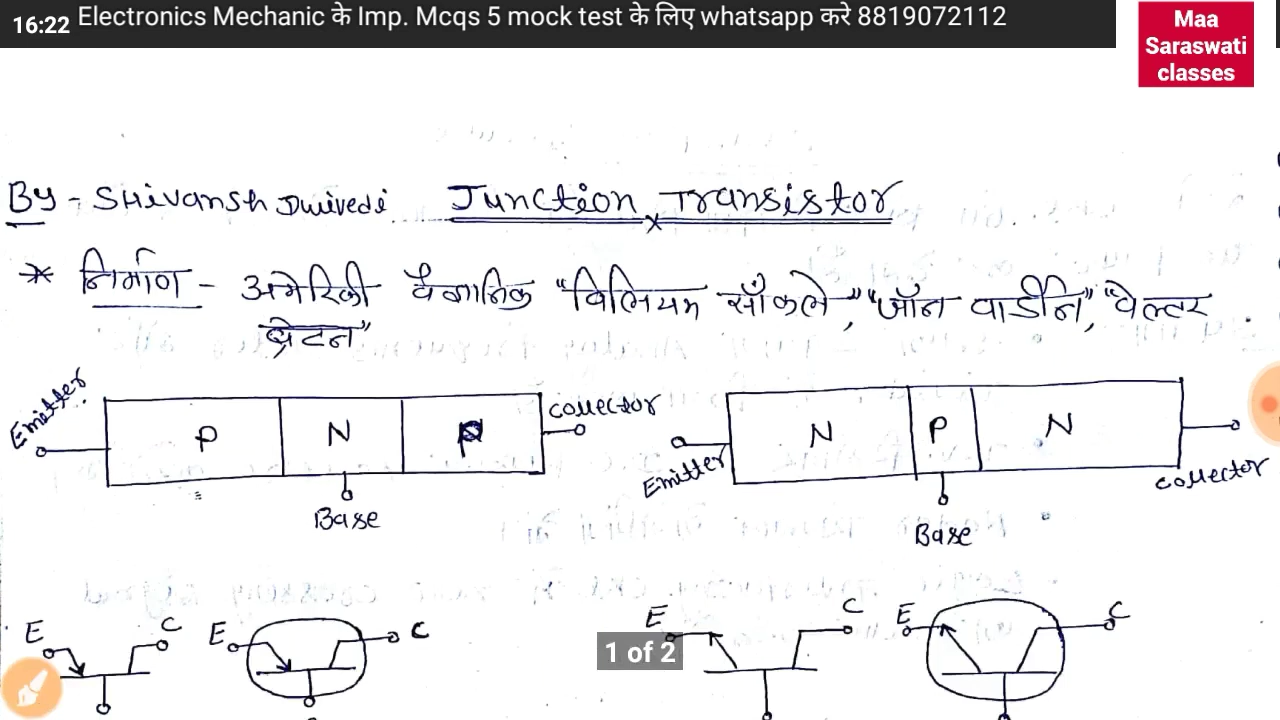 16:22 Electronics Mechanic के Imp. Mcqs 5 mock test के लिए whatsapp करे 8819072112
Maa
Saraswati
classes
By - Shivansh Dwivedi Junction Transistor
* निर्माण - अमेरिकी वैज्ञानिक "विलियम सॉकले", "जॉन वार्डीन", "वेल्टर
ब्रेटन"
Emitter P N P collector
Base
Emitter N P N collector
Base
E C E C
E C E C
1 of 2